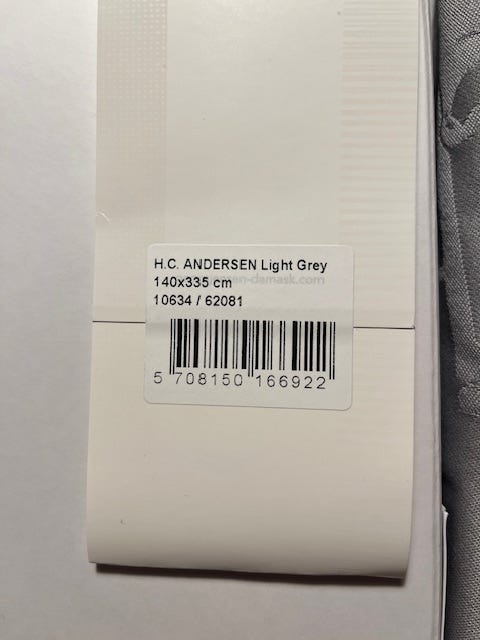 H.C. ANDERSEN Light Grey
140x335 cm
10634 / 62081
5 708150 166922